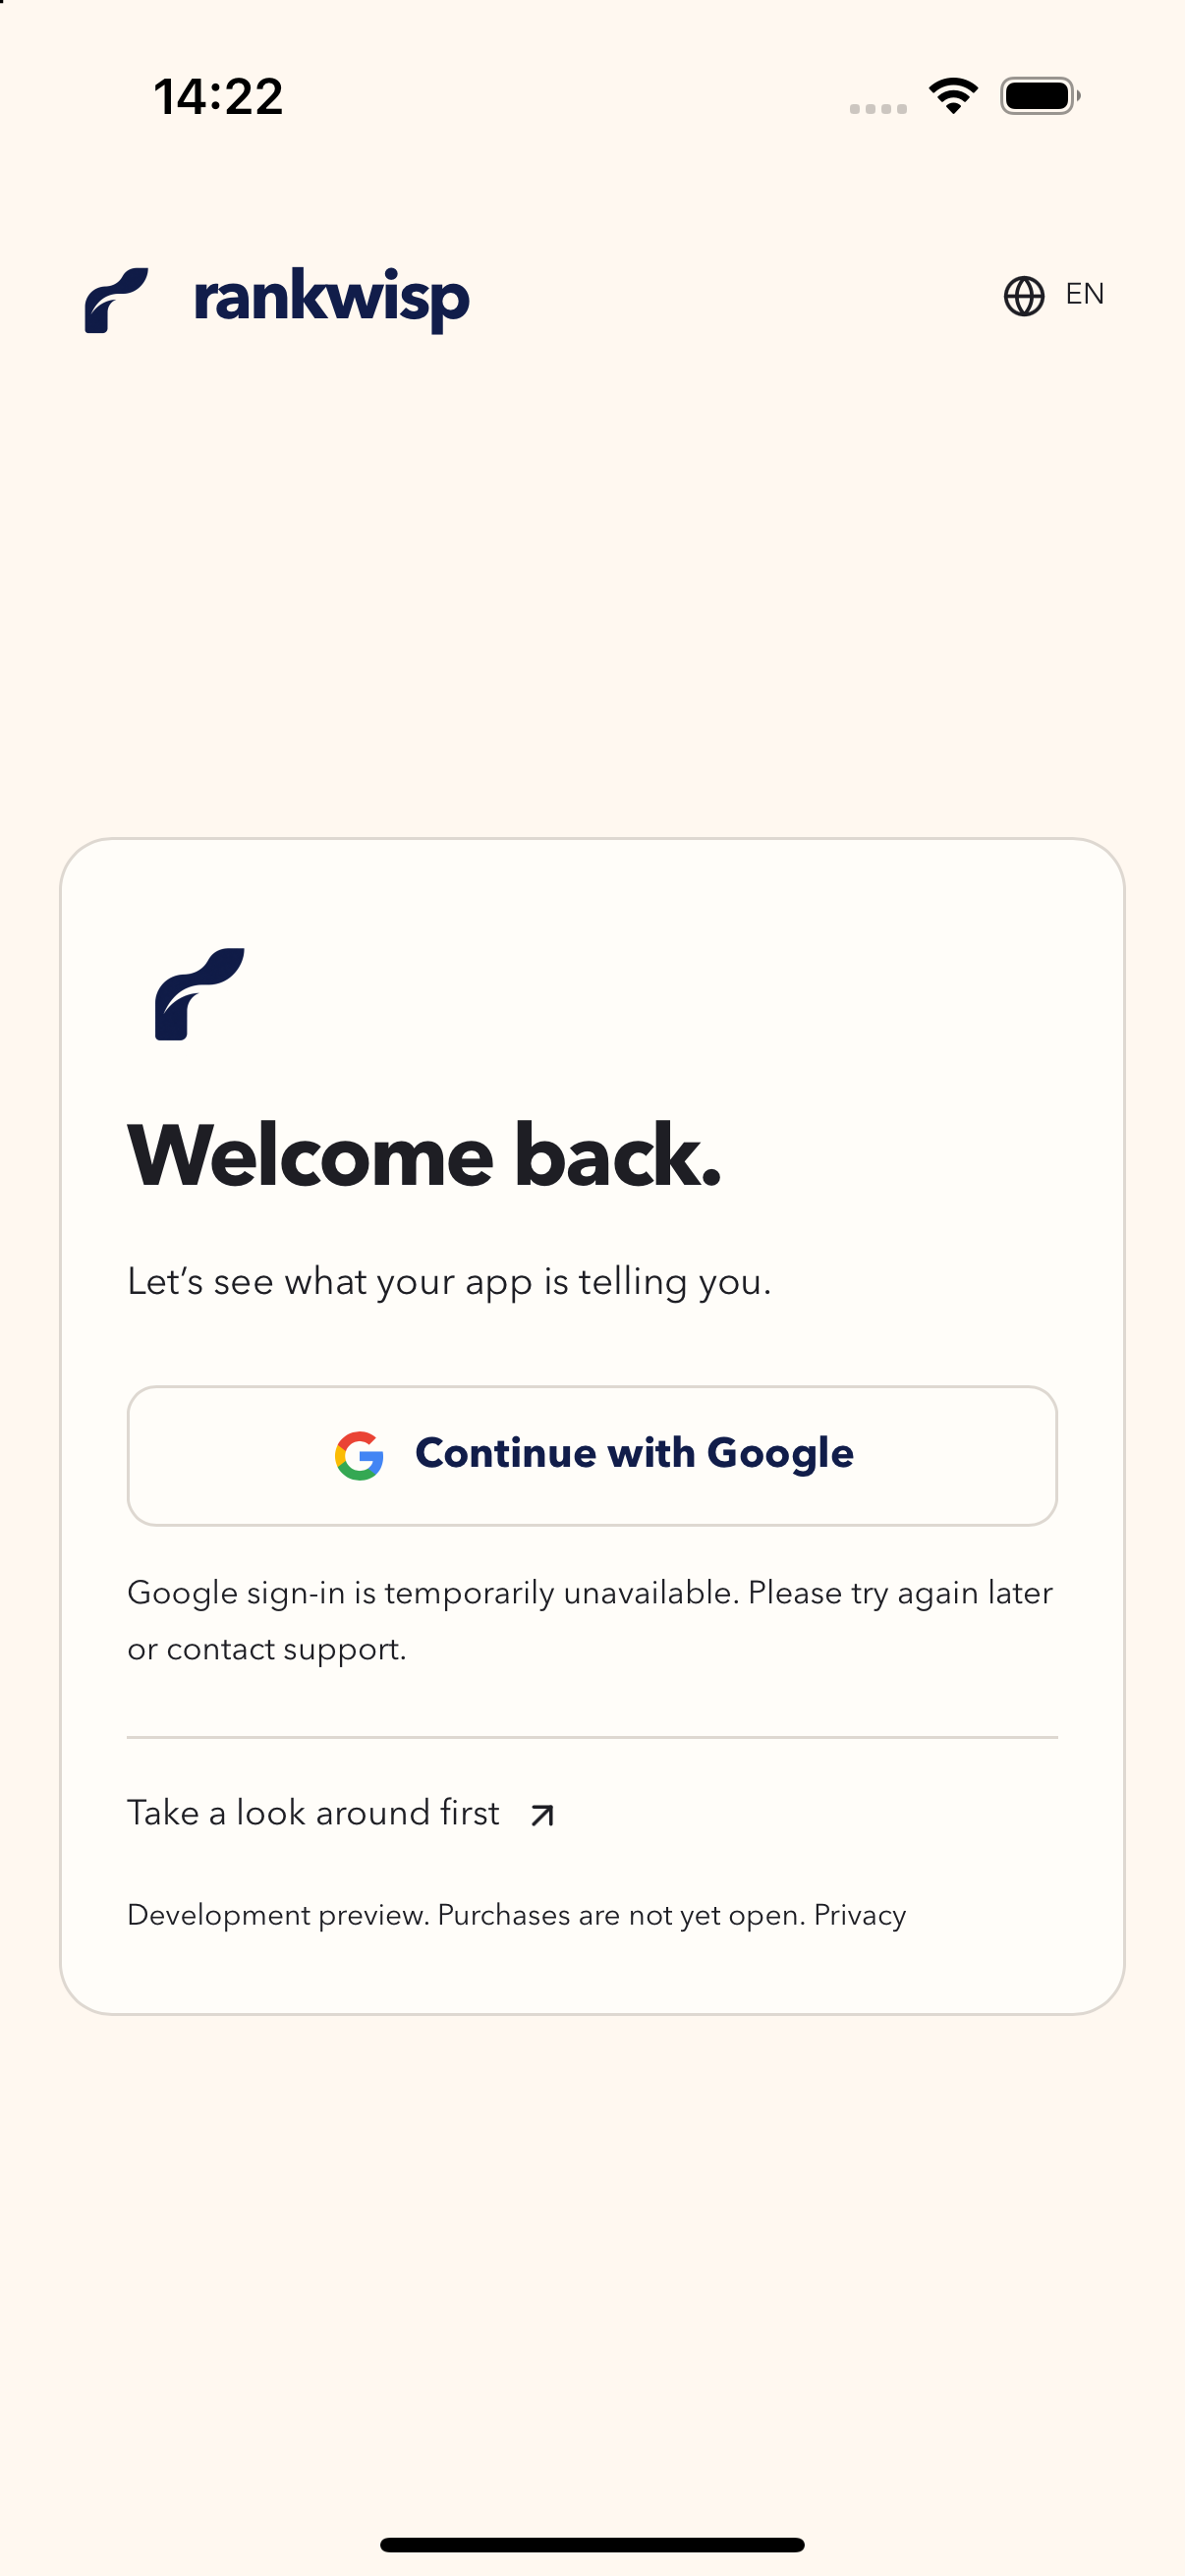 14:22
rankwisp
EN
Welcome back.
Let’s see what your app is telling you.
Continue with Google
Google sign-in is temporarily unavailable. Please try again later
or contact support.
Take a look around first
Development preview. Purchases are not yet open. Privacy